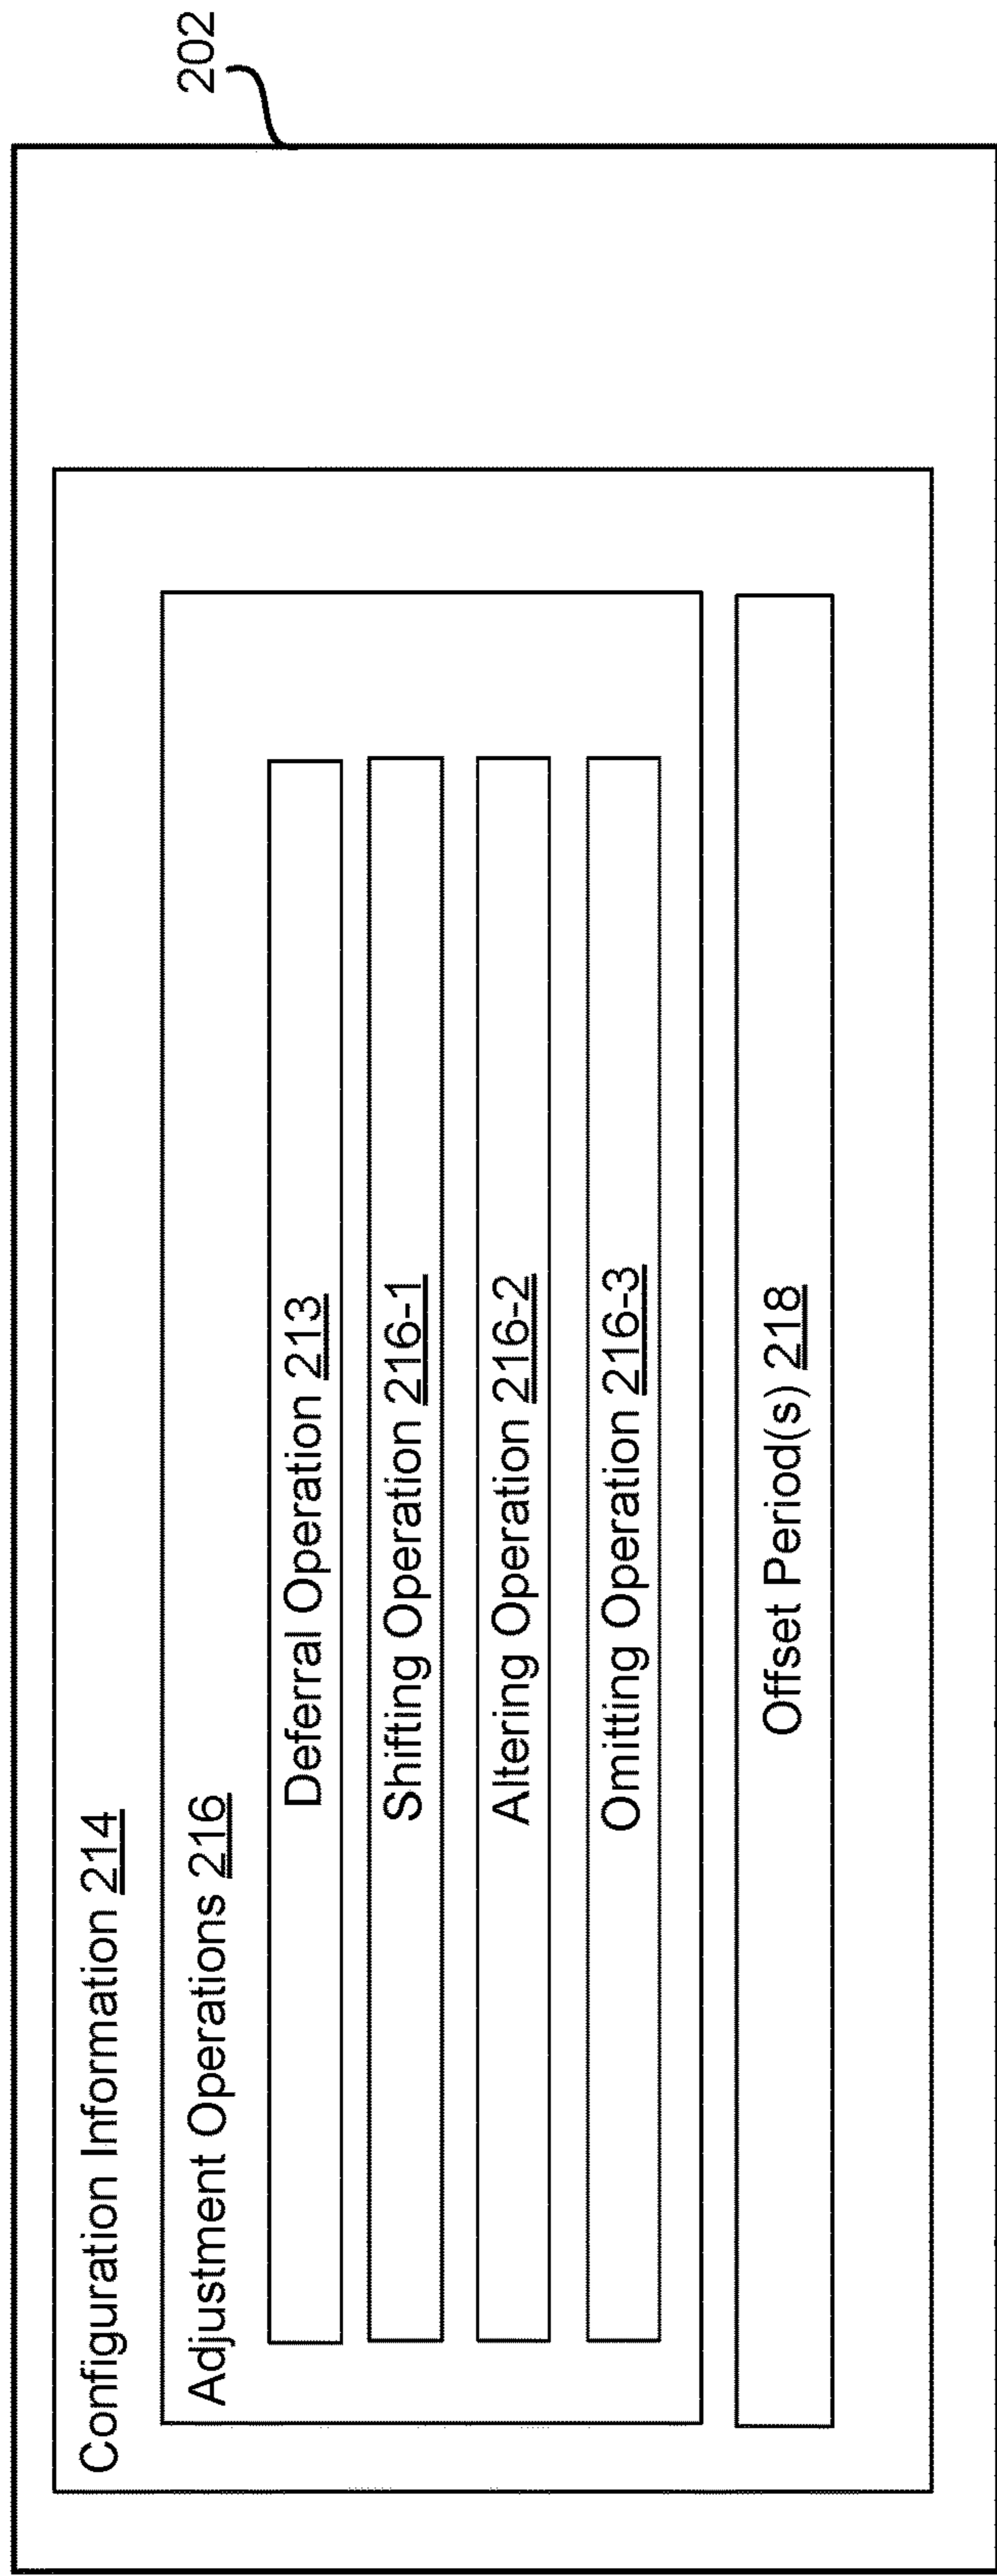 202
Configuration Information 214
Adjustment Operations 216
Deferral Operation 213
Shifting Operation 216-1
Altering Operation 216-2
Omitting Operation 216-3
Offset Period(s) 218